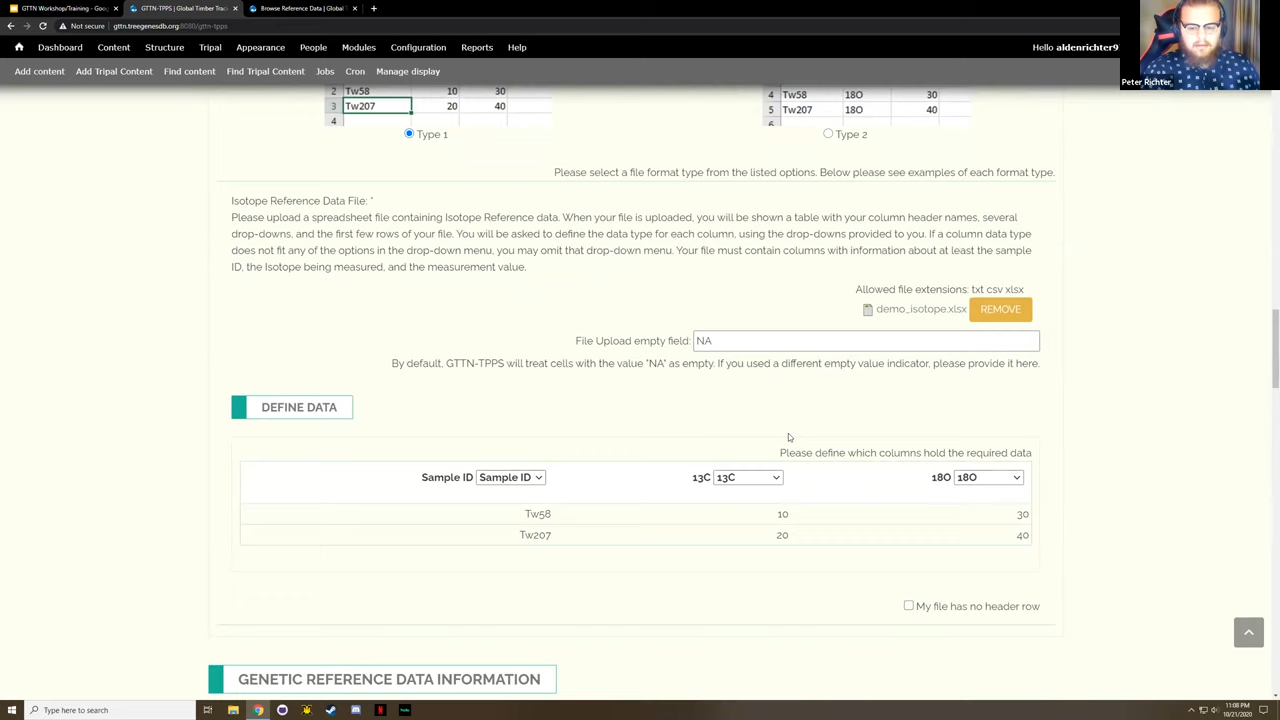 GTTN Workshop/Training - Goog
GTTN-TPPS | Global Timber Trac
Browse Reference Data | Global T
Not secure | gttn.treegenesdb.org:8080/gttn-tpps
Dashboard Content Structure Tripal Appearance People Modules Configuration Reports Help
Hello aldenrichter9
Add content Add Tripal Content Find content Find Tripal Content Jobs Cron Manage display
Peter Richter
2 Tw58 10 30
3 Tw207 20 40
4
4 Tw58 18O 30
5 Tw207 18O 40
6
Type 1
Type 2
Please select a file format type from the listed options. Below please see examples of each format type.
Isotope Reference Data File: *
Please upload a spreadsheet file containing Isotope Reference data. When your file is uploaded, you will be shown a table with your column header names, several
drop-downs, and the first few rows of your file. You will be asked to define the data type for each column, using the drop-downs provided to you. If a column data type
does not fit any of the options in the drop-down menu, you may omit that drop-down menu. Your file must contain columns with information about at least the sample
ID, the Isotope being measured, and the measurement value.
Allowed file extensions: txt csv xlsx
demo_isotope.xlsx REMOVE
File Upload empty field: NA
By default, GTTN-TPPS will treat cells with the value "NA" as empty. If you used a different empty value indicator, please provide it here.
DEFINE DATA
Please define which columns hold the required data
Sample ID Sample ID 13C 13C 18O 18O
Tw58 10 30
Tw207 20 40
My file has no header row
GENETIC REFERENCE DATA INFORMATION
Type here to search
11:08 PM
10/21/2020